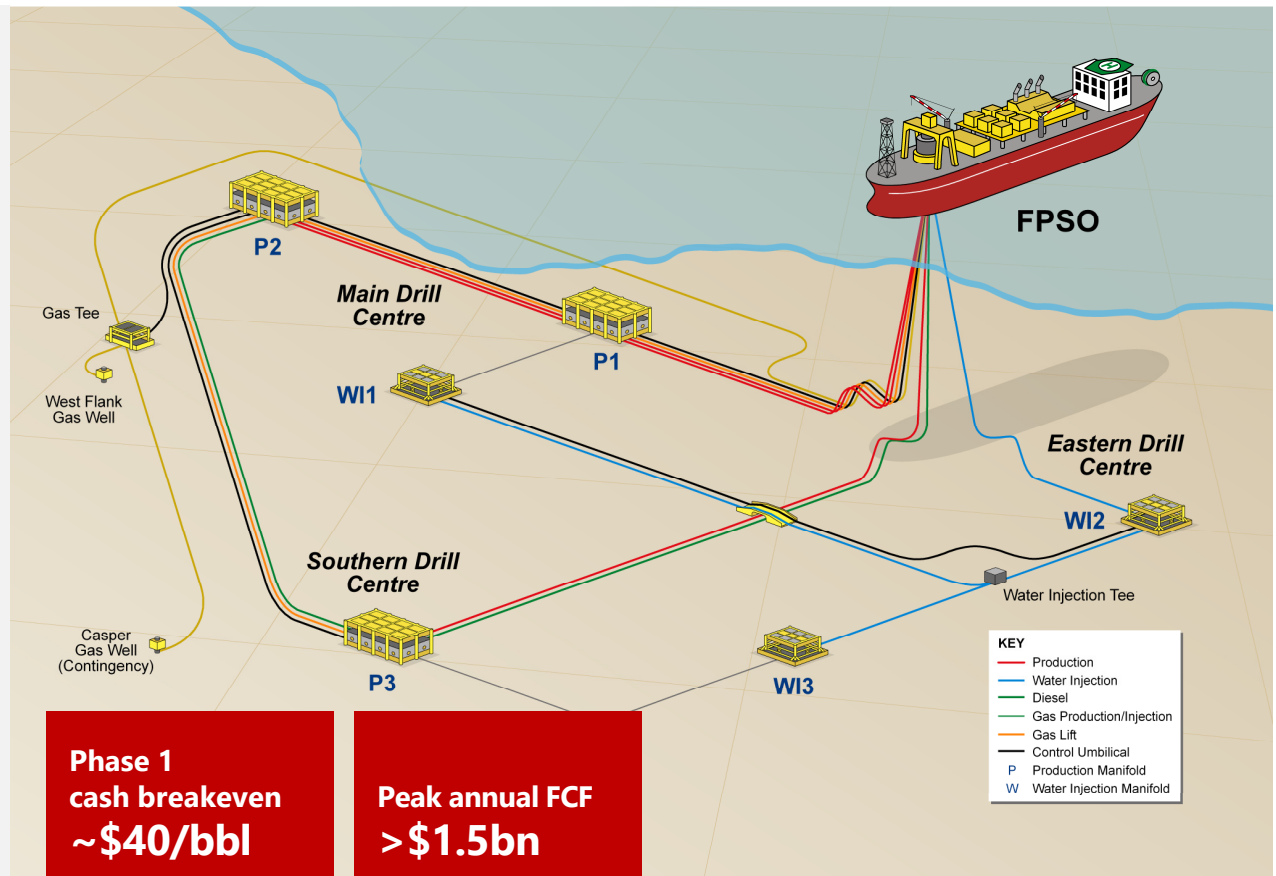 FPSO
P2
Main Drill
Centre
Gas Tee
P1
West Flank
Gas Well
WI1
Eastern Drill
Centre
WI2
Southern Drill
Centre
Water Injection Tee
Casper
Gas Well
(Contingency)
P3
WI3
KEY
Production
Water Injection
Diesel
Gas Production/Injection
Gas Lift
Control Umbilical
P Production Manifold
W Water Injection Manifold
Phase 1
cash breakeven
~$40/bbl
Peak annual FCF
>$1.5bn